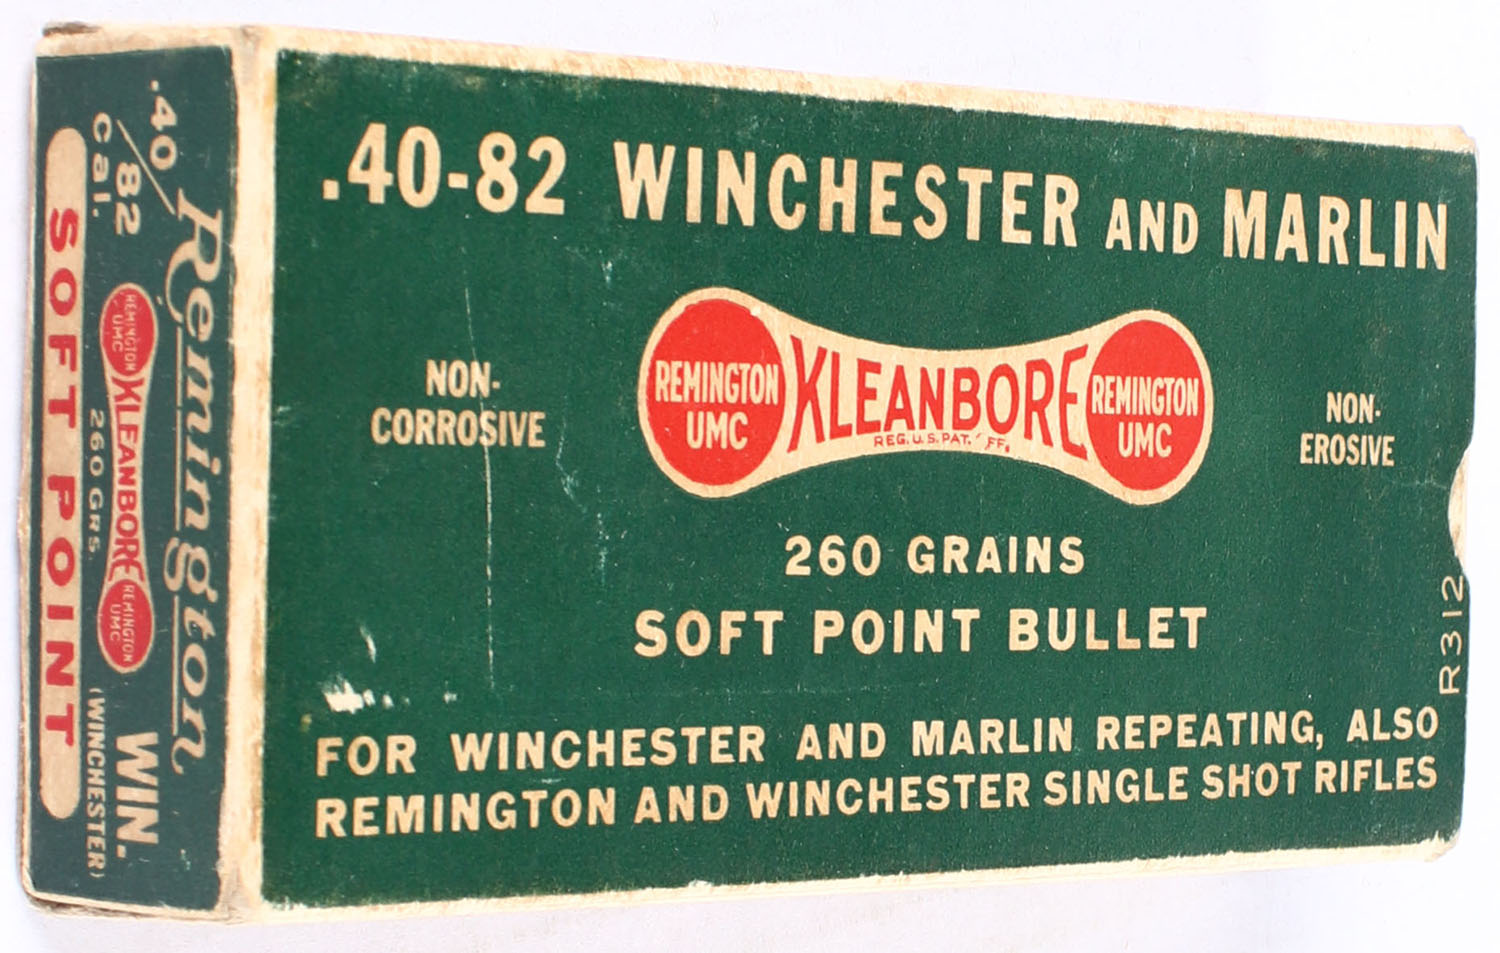 .40-82 WINCHESTER AND MARLIN
NON-
CORROSIVE
REMINGTON
UMC
KLEANBORE
REG. U.S. PAT. FF.
REMINGTON
UMC
NON-
EROSIVE
260 GRAINS
SOFT POINT BULLET
R312
FOR WINCHESTER AND MARLIN REPEATING, ALSO
REMINGTON AND WINCHESTER SINGLE SHOT RIFLES
.40/82
Cal.
Remington
REMINGTON
UMC
KLEANBORE
REMINGTON
UMC
260 GRS.
WIN.
(WINCHESTER)
SOFT POINT